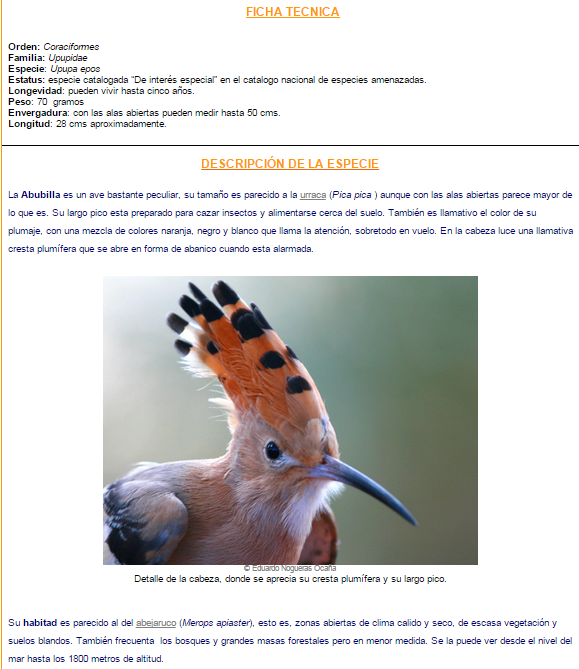 FICHA TECNICA
Orden: Coraciformes
Familia: Upupidae
Especie: Upupa epos
Estatus: especie catalogada “De interés especial” en el catalogo nacional de especies amenazadas.
Longevidad: pueden vivir hasta cinco años.
Peso: 70 gramos
Envergadura: con las alas abiertas pueden medir hasta 50 cms.
Longitud: 28 cms aproximadamente.
DESCRIPCIÓN DE LA ESPECIE
La Abubilla es un ave bastante peculiar, su tamaño es parecido a la urraca (Pica pica ) aunque con las alas abiertas parece mayor de
lo que es. Su largo pico esta preparado para cazar insectos y alimentarse cerca del suelo. También es llamativo el color de su
plumaje, con una mezcla de colores naranja, negro y blanco que llama la atención, sobretodo en vuelo. En la cabeza luce una llamativa
cresta plumífera que se abre en forma de abanico cuando esta alarmada.
© Eduardo Nogueras Ocaña
Detalle de la cabeza, donde se aprecia su cresta plumífera y su largo pico.
Su habitad es parecido al del abejaruco (Merops apiaster), esto es, zonas abiertas de clima calido y seco, de escasa vegetación y
suelos blandos. También frecuenta los bosques y grandes masas forestales pero en menor medida. Se la puede ver desde el nivel del
mar hasta los 1800 metros de altitud.